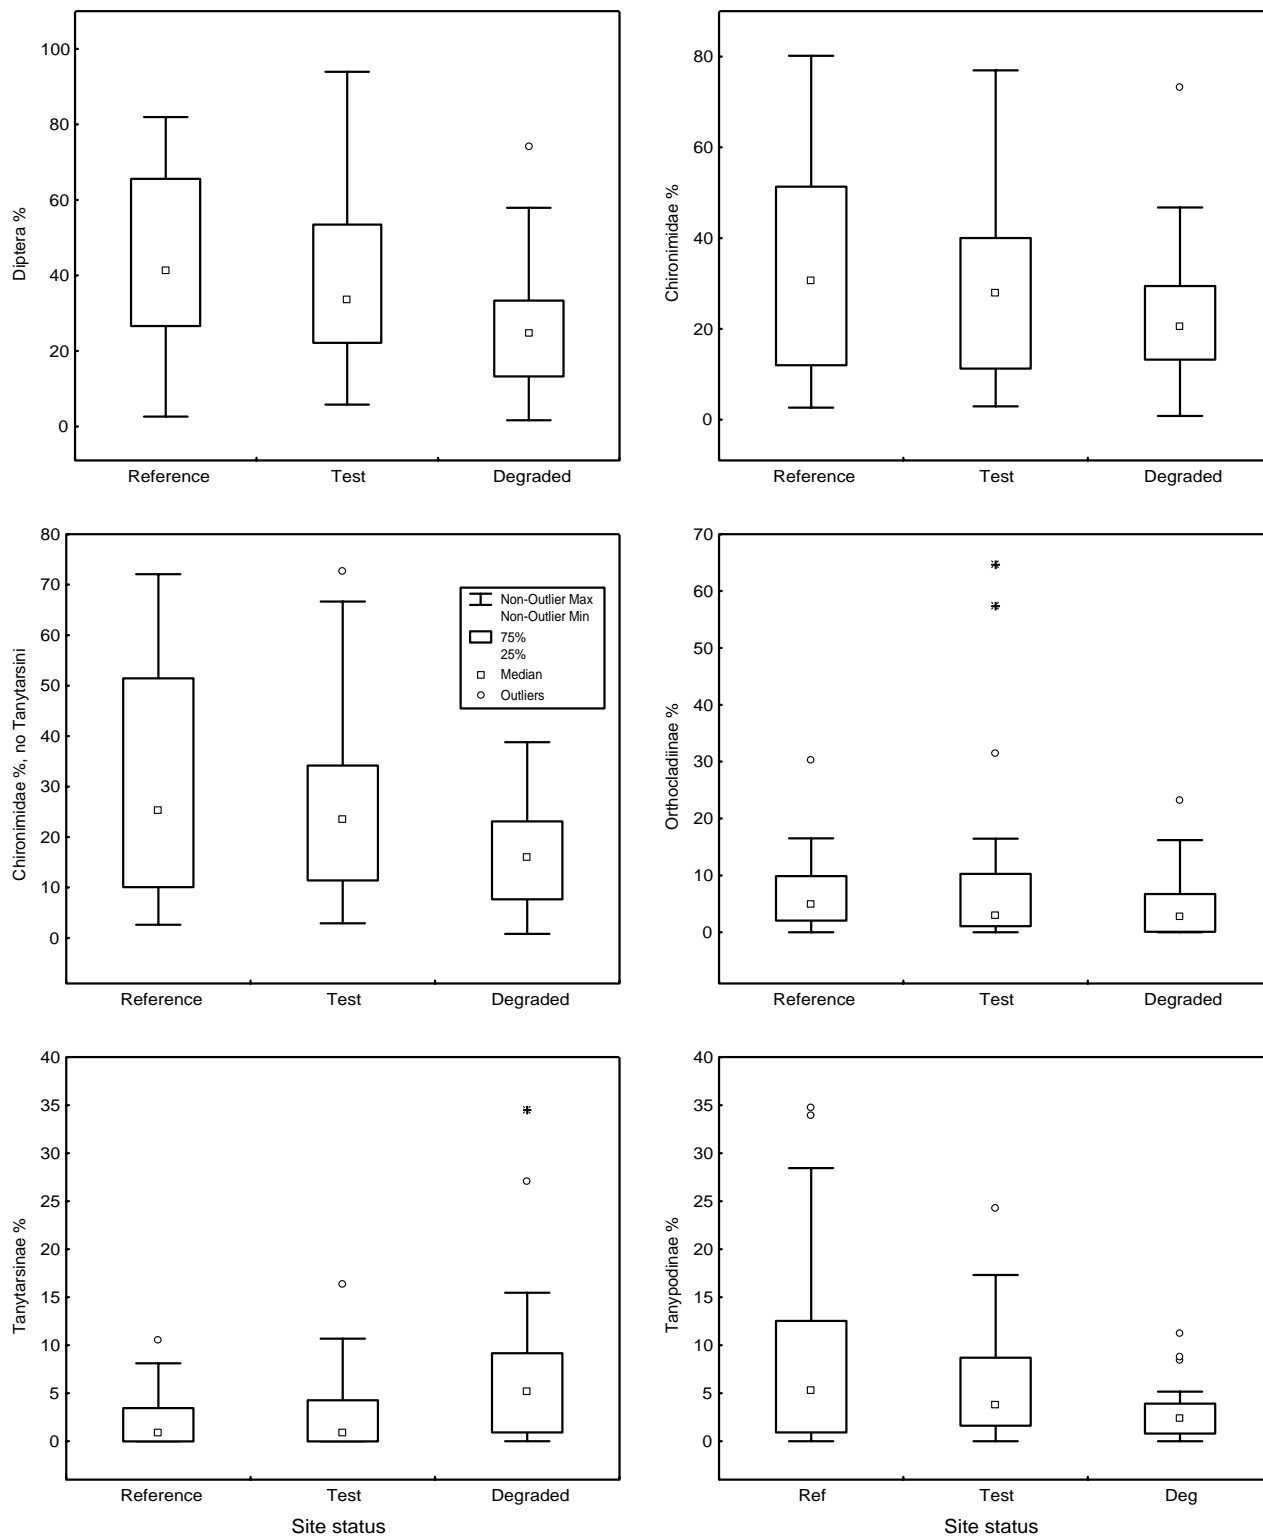 Diptera %
100
80
60
40
20
0
Reference Test Degraded
Chironimidae %
80
60
40
20
0
Reference Test Degraded
Chironimidae %, no Tanytarsini
80
70
60
50
40
30
20
10
0
Non-Outlier Max
Non-Outlier Min
75%
25%
Median
Outliers
Reference Test Degraded
Orthocladiinae %
70
60
50
40
30
20
10
0
Reference Test Degraded
Tanytarsinae %
40
35
30
25
20
15
10
5
0
Reference Test Degraded
Site status
Tanypodinae %
40
35
30
25
20
15
10
5
0
Ref Test Deg
Site status